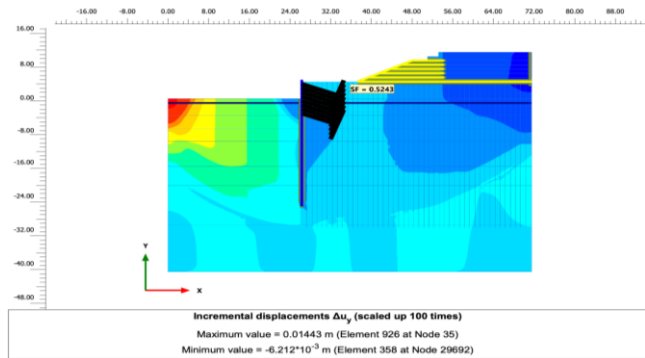 -16.00 0.00 8.00 16.00 24.00 32.00 40.00 48.00 56.00 64.00 72.00 80.00 88.00
16.00
8.00
0.00
SF = 0.5243
-8.00
-16.00
-24.00
-32.00
Y
-40.00
X
-48.00
Incremental displacements Δuy (scaled up 100 times)
Maximum value = 0.01443 m (Element 926 at Node 35)
Minimum value = -6.212*10-3 m (Element 358 at Node 29692)